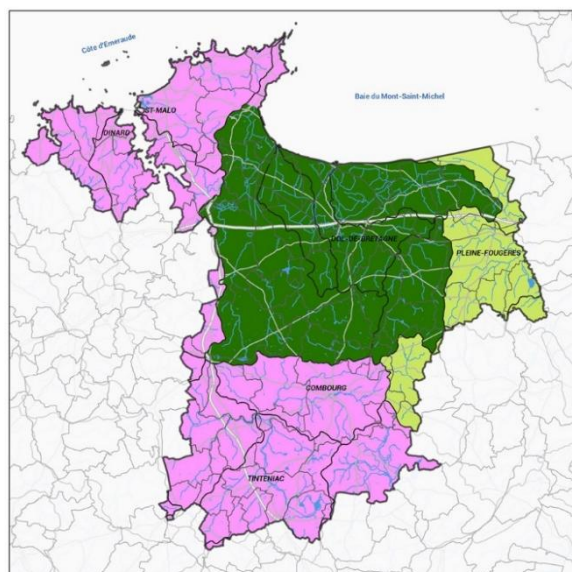 Côte d'Emeraude
Baie du Mont-Saint-Michel
ST-MALO
DINARD
DOL-DE-BRETAGNE
PLEINE-FOUGERES
COMBOURG
TINTENIAC